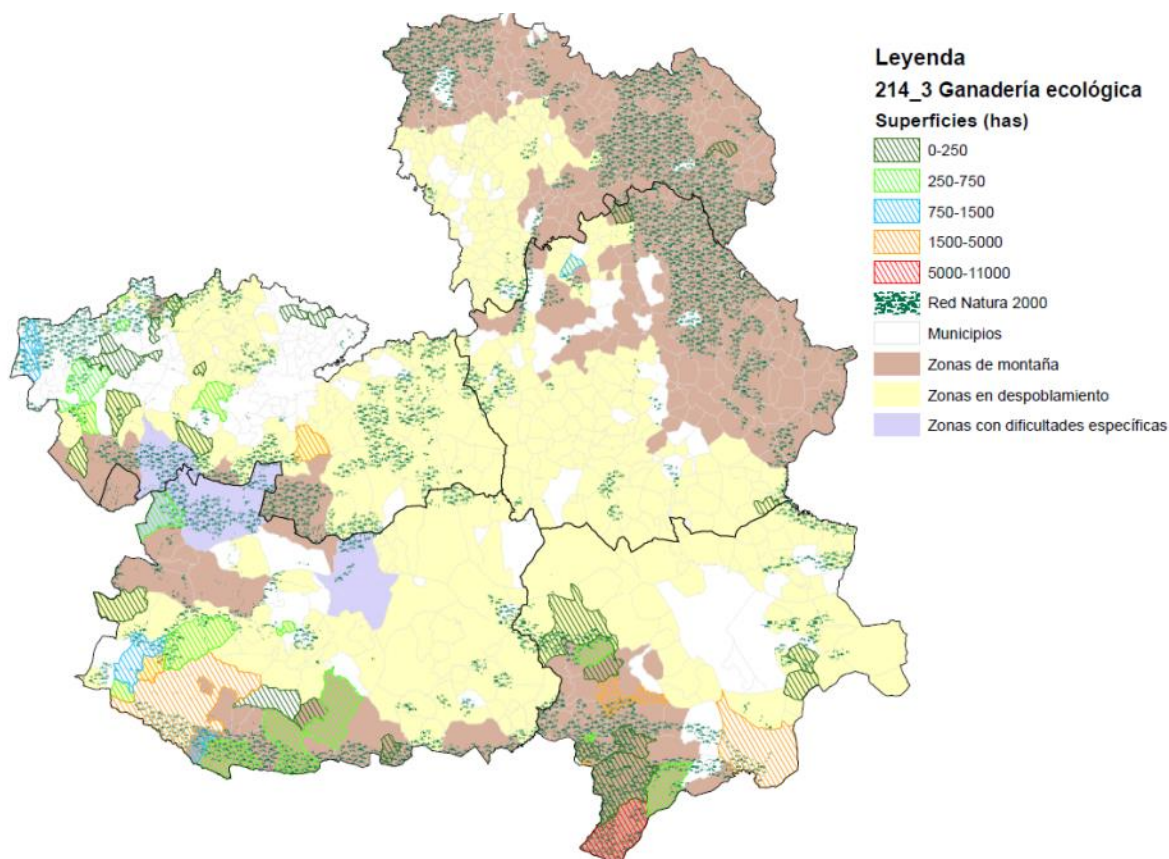 Leyenda
214_3 Ganadería ecológica
Superficies (has)
0-250
250-750
750-1500
1500-5000
5000-11000
Red Natura 2000
Municipios
Zonas de montaña
Zonas en despoblamiento
Zonas con dificultades específicas